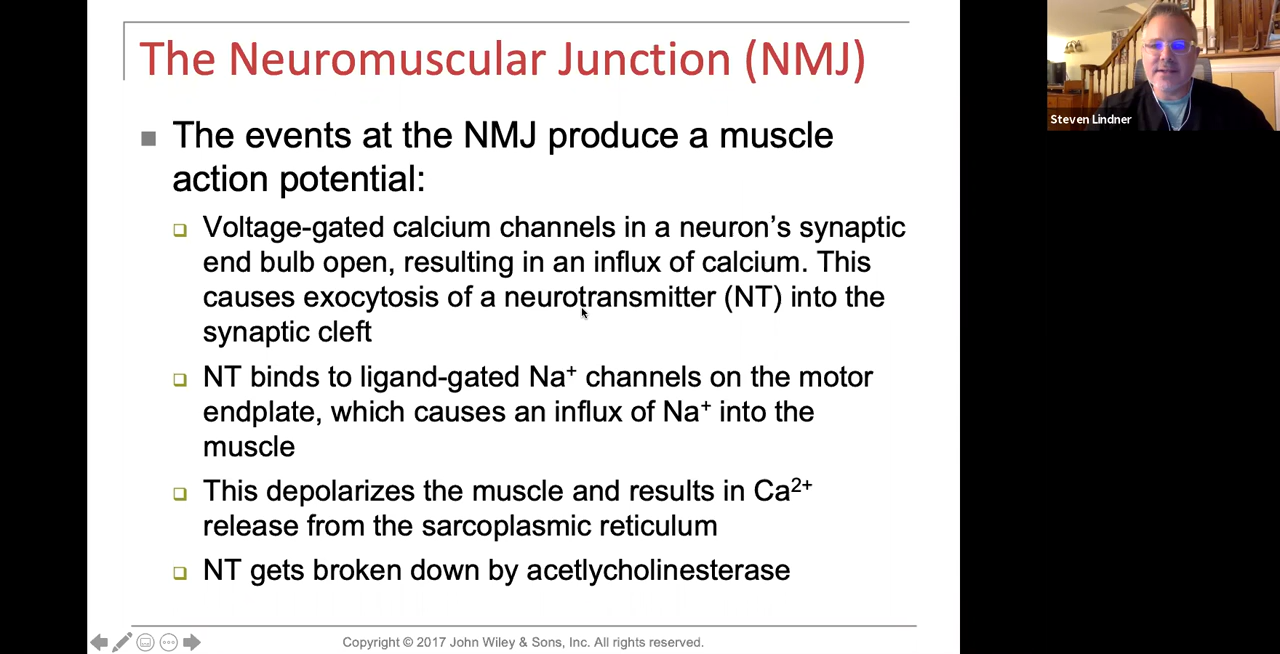 The Neuromuscular Junction (NMJ)
The events at the NMJ produce a muscle
action potential:
Voltage-gated calcium channels in a neuron’s synaptic
end bulb open, resulting in an influx of calcium. This
causes exocytosis of a neurotransmitter (NT) into the
synaptic cleft
NT binds to ligand-gated Na⁺ channels on the motor
endplate, which causes an influx of Na⁺ into the
muscle
This depolarizes the muscle and results in Ca²⁺
release from the sarcoplasmic reticulum
NT gets broken down by acetlycholinesterase
Copyright © 2017 John Wiley & Sons, Inc. All rights reserved.
Steven Lindner